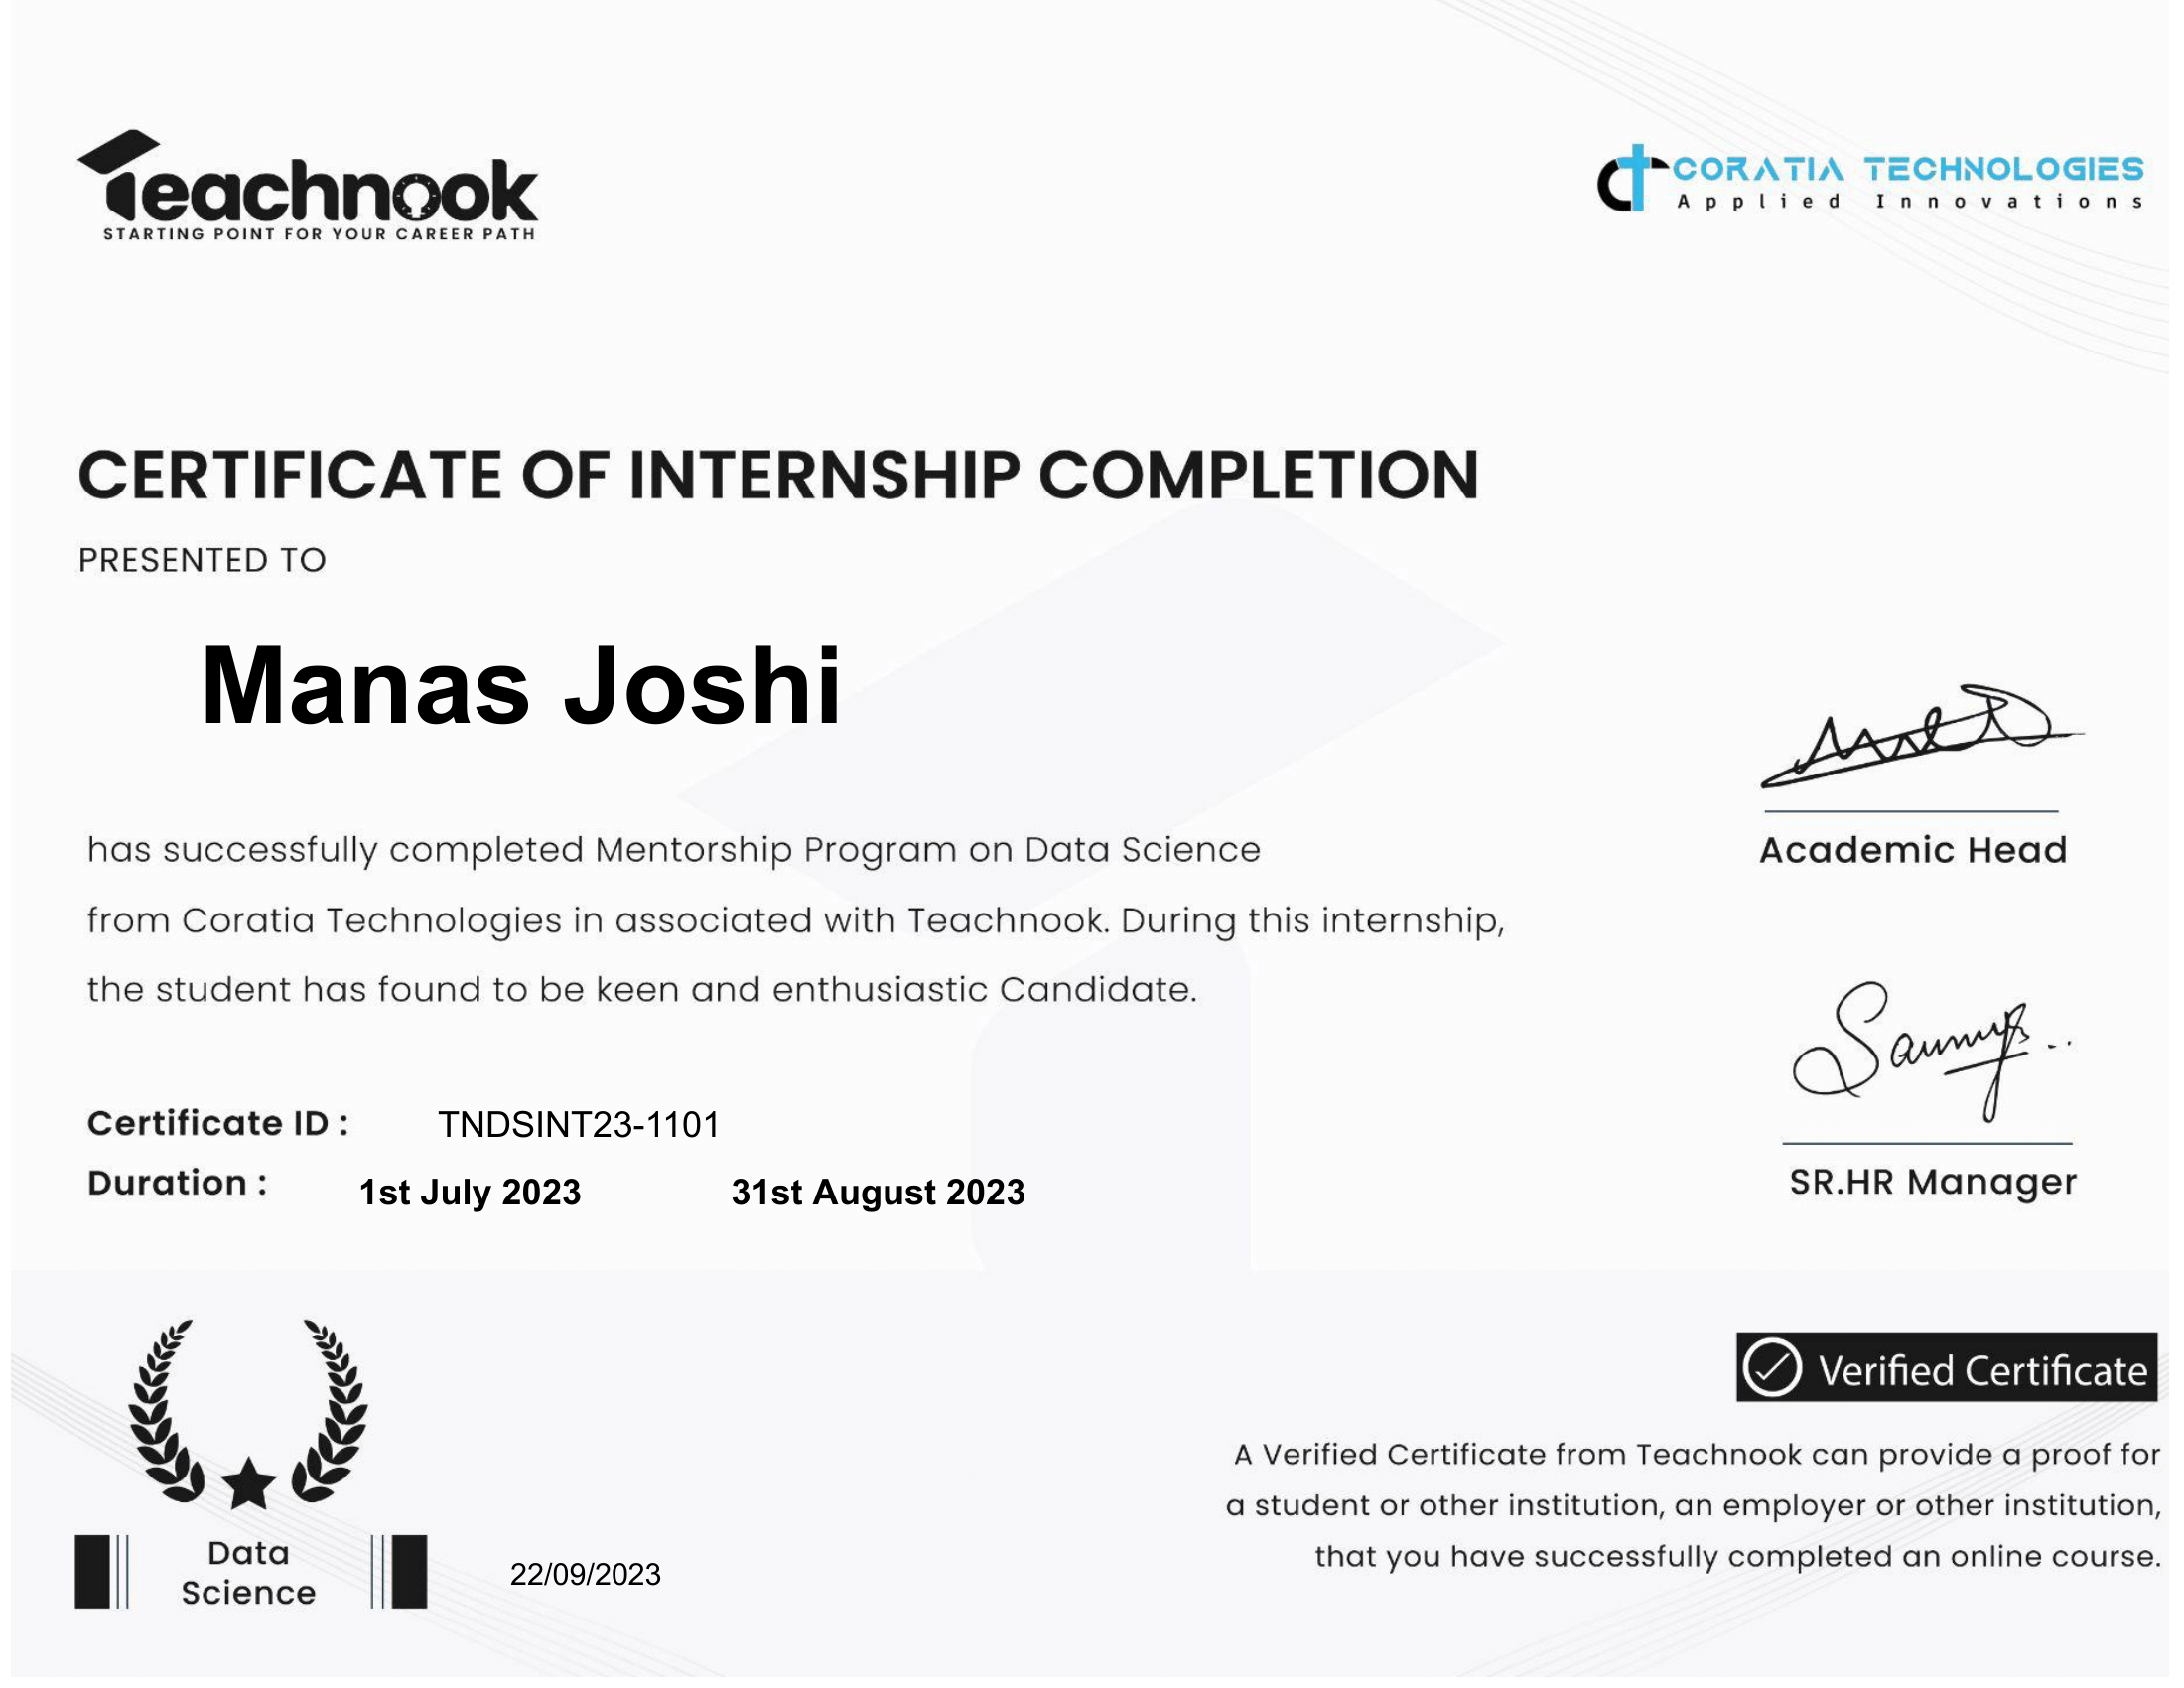 Teachnook
STARTING POINT FOR YOUR CAREER PATH
CORATIA TECHNOLOGIES
Applied Innovations
CERTIFICATE OF INTERNSHIP COMPLETION
PRESENTED TO
Manas Joshi
has successfully completed Mentorship Program on Data Science
from Coratia Technologies in associated with Teachnook. During this internship,
the student has found to be keen and enthusiastic Candidate.
Academic Head
Certificate ID : TNDSINT23-1101
Duration : 1st July 2023 31st August 2023
SR.HR Manager
Data
Science
22/09/2023
Verified Certificate
A Verified Certificate from Teachnook can provide a proof for
a student or other institution, an employer or other institution,
that you have successfully completed an online course.